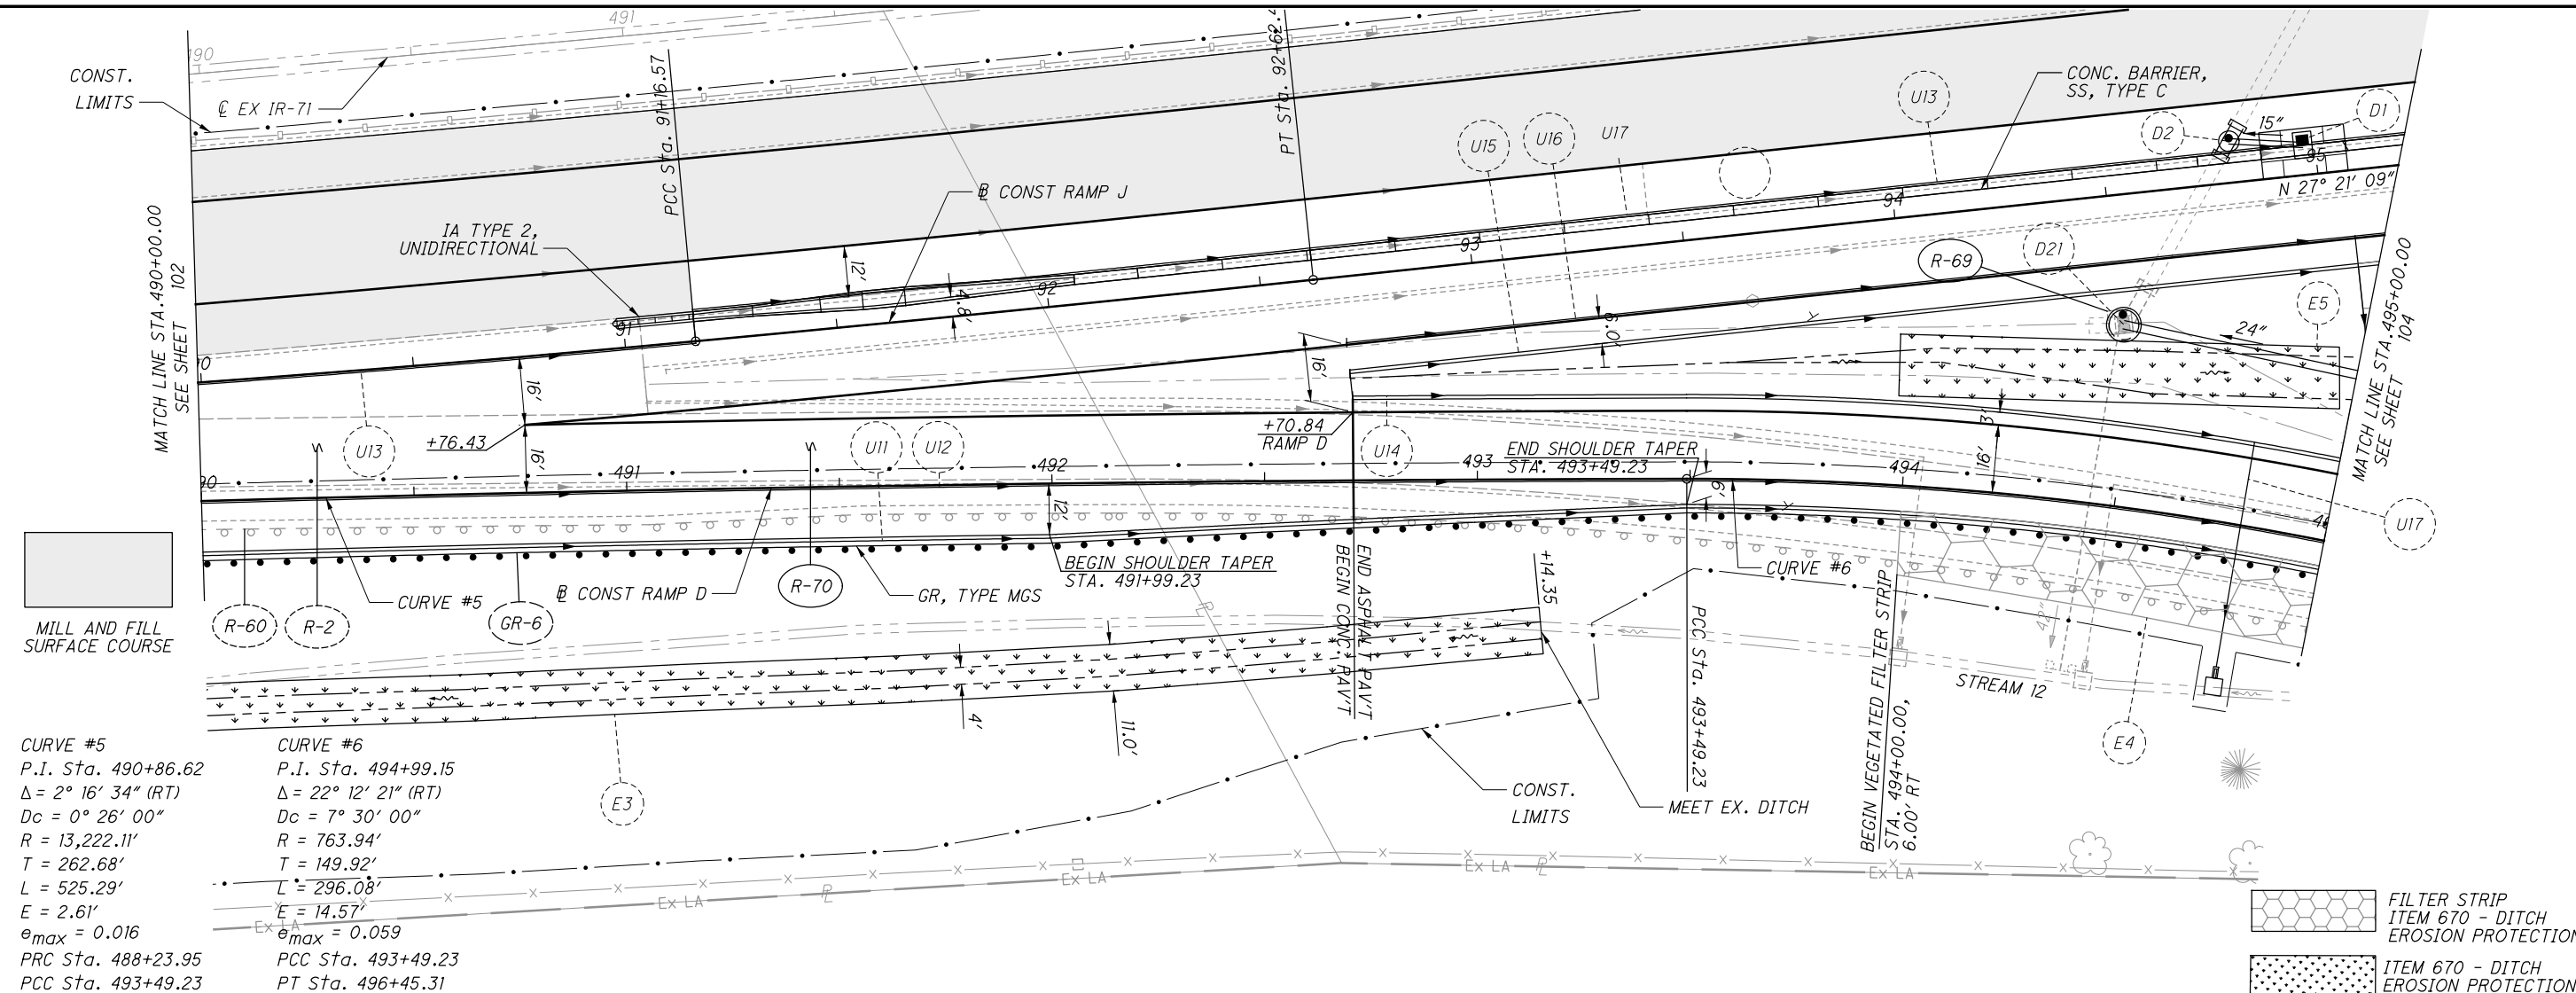 491
490
CONST.
LIMITS
℄ EX IR-71
PCC Sta. 91+16.57
PT Sta. 92+62.4
CONC. BARRIER,
SS, TYPE C
U13
U15
U16
U17
D2
15"
D1
95
N 27° 21' 09"
MATCH LINE STA.490+00.00
SEE SHEET 102
IA TYPE 2,
UNIDIRECTIONAL
12'
4.8'
℄ CONST RAMP J
91
92
93
94
R-69
D21
E5
24"
6.0'
MATCH LINE STA.495+00.00
SEE SHEET 104
16'
16'
16'
+76.43
U13
U11
U12
+70.84
RAMP D
U14
END SHOULDER TAPER
STA. 493+49.23
3'
16'
491
492
493
494
12'
6'
U17
BEGIN SHOULDER TAPER
STA. 491+99.23
END ASPHALT PAV'T
BEGIN CONC. PAV'T
+14.35
CURVE #6
MILL AND FILL
SURFACE COURSE
R-60
R-2
CURVE #5
GR-6
℄ CONST RAMP D
R-70
GR, TYPE MGS
PCC Sta. 493+49.23
BEGIN VEGETATED FILTER STRIP
STA. 494+00.00,
6.00' RT
42"
STREAM 12
E4
4'
11.0'
E3
CONST.
LIMITS
MEET EX. DITCH
CURVE #5
P.I. Sta. 490+86.62
Δ = 2° 16' 34" (RT)
Dc = 0° 26' 00"
R = 13,222.11'
T = 262.68'
L = 525.29'
E = 2.61'
emax = 0.016
PRC Sta. 488+23.95
PCC Sta. 493+49.23
CURVE #6
P.I. Sta. 494+99.15
Δ = 22° 12' 21" (RT)
Dc = 7° 30' 00"
R = 763.94'
T = 149.92'
L = 296.08'
E = 14.57'
emax = 0.059
PCC Sta. 493+49.23
PT Sta. 496+45.31
Ex LA
Ex LA
Ex LA
Ex LA
Ex LA
FILTER STRIP
ITEM 670 - DITCH
EROSION PROTECTION
ITEM 670 - DITCH
EROSION PROTECTION